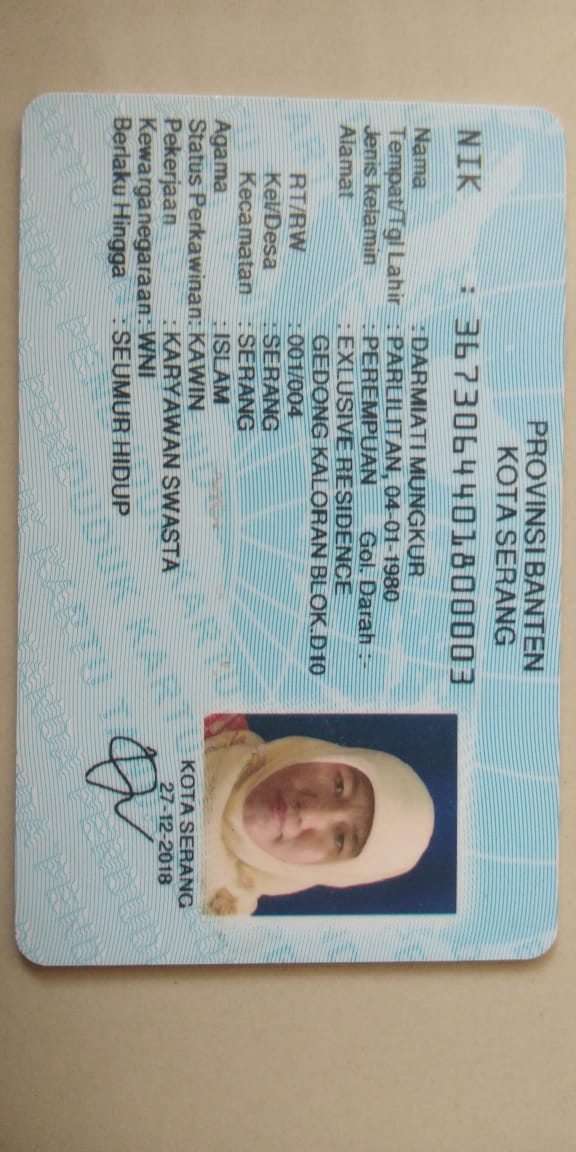 PROVINSI BANTEN
KOTA SERANG
NIK : 3673064401800003
Nama : DARMIATI MUNGKUR
Tempat/Tgl Lahir : PARLILITAN, 04-01-1980
Jenis kelamin : PEREMPUAN Gol. Darah :-
Alamat : EXLUSIVE RESIDENCE
GEDONG KALORAN BLOK.D10
RT/RW : 001/004
Kel/Desa : SERANG
Kecamatan : SERANG
Agama : ISLAM
Status Perkawinan: KAWIN
Pekerjaan : KARYAWAN SWASTA
Kewarganegaraan: WNI
Berlaku Hingga : SEUMUR HIDUP
KOTA SERANG
27-12-2018